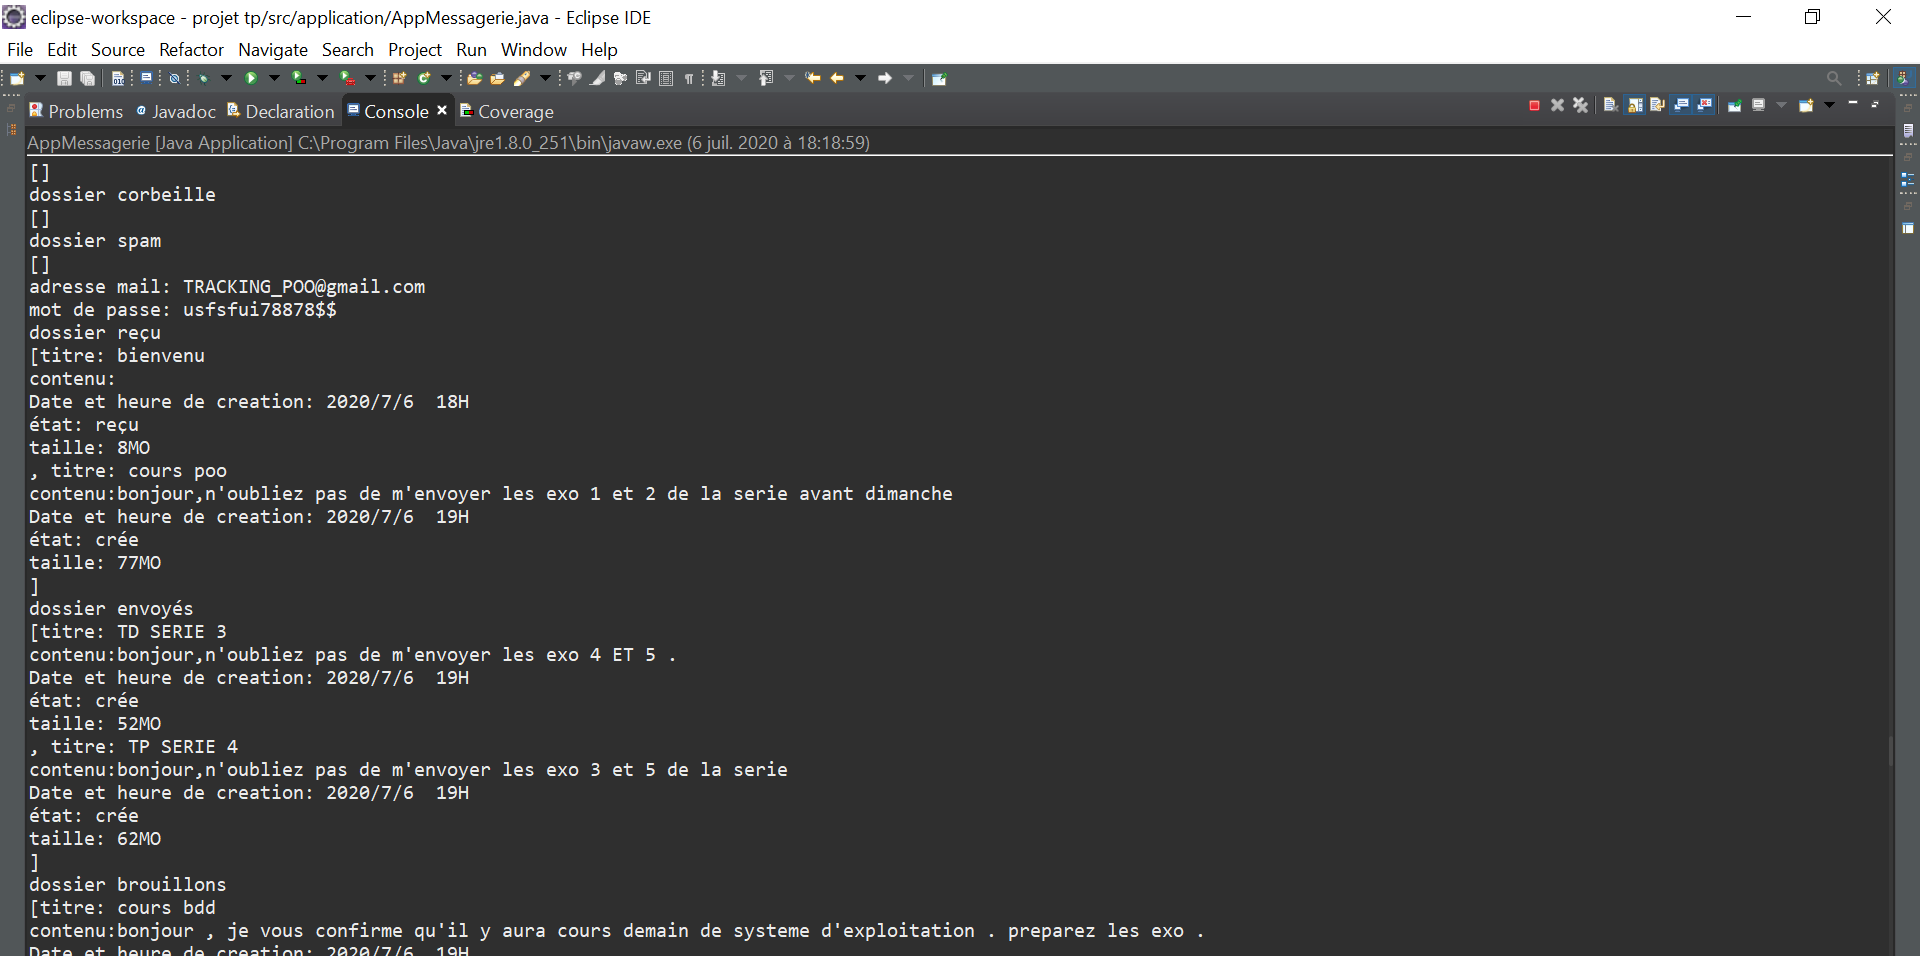 eclipse-workspace - projet tp/src/application/AppMessagerie.java - Eclipse IDE
File Edit Source Refactor Navigate Search Project Run Window Help
Problems @ Javadoc Declaration Console Coverage
AppMessagerie [Java Application] C:\Program Files\Java\jre1.8.0_251\bin\javaw.exe (6 juil. 2020 à 18:18:59)
[]
dossier corbeille
[]
dossier spam
[]
adresse mail: TRACKING_POO@gmail.com
mot de passe: usfsfui78878$$
dossier reçu
[titre: bienvenu
contenu:
Date et heure de creation: 2020/7/6  18H
état: reçu
taille: 8MO
, titre: cours poo
contenu:bonjour,n'oubliez pas de m'envoyer les exo 1 et 2 de la serie avant dimanche
Date et heure de creation: 2020/7/6  19H
état: crée
taille: 77MO
]
dossier envoyés
[titre: TD SERIE 3
contenu:bonjour,n'oubliez pas de m'envoyer les exo 4 ET 5 .
Date et heure de creation: 2020/7/6  19H
état: crée
taille: 52MO
, titre: TP SERIE 4
contenu:bonjour,n'oubliez pas de m'envoyer les exo 3 et 5 de la serie
Date et heure de creation: 2020/7/6  19H
état: crée
taille: 62MO
]
dossier brouillons
[titre: cours bdd
contenu:bonjour , je vous confirme qu'il y aura cours demain de systeme d'exploitation . preparez les exo .
Date et heure de creation: 2020/7/6  19H